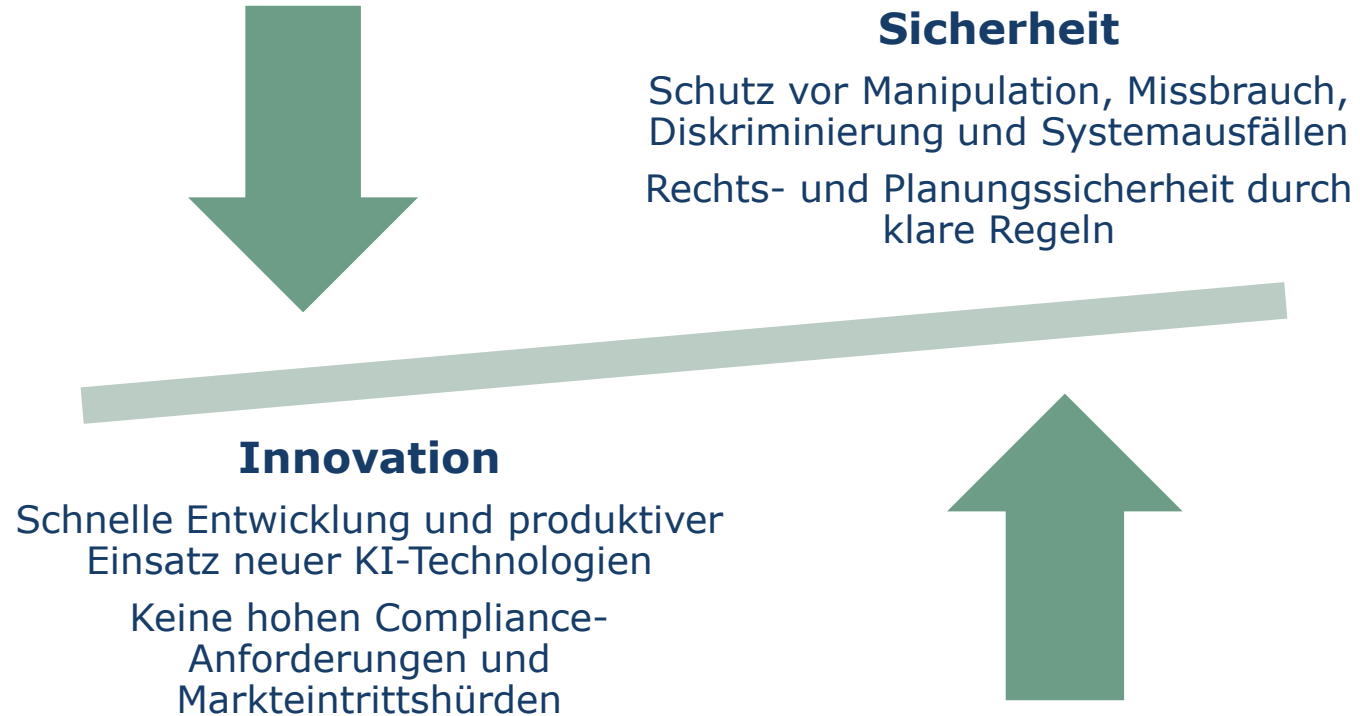 Sicherheit
Schutz vor Manipulation, Missbrauch,
Diskriminierung und Systemausfällen
Rechts- und Planungssicherheit durch
klare Regeln
Innovation
Schnelle Entwicklung und produktiver
Einsatz neuer KI-Technologien
Keine hohen Compliance-
Anforderungen und
Markteintrittshürden